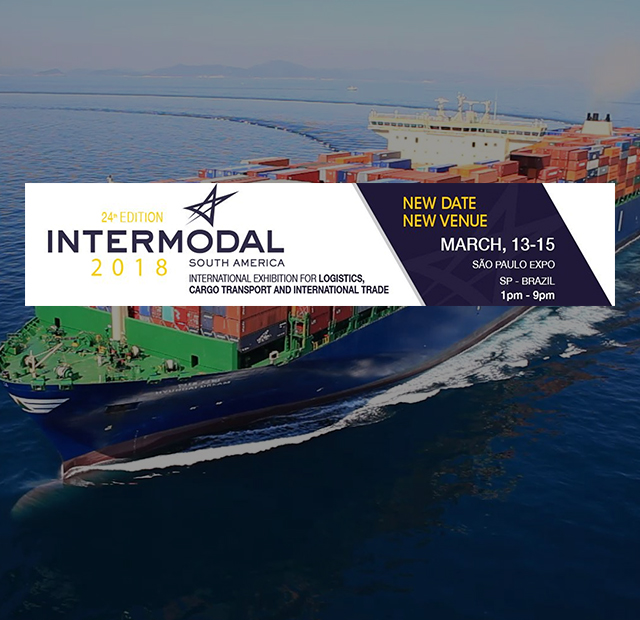 24ª EDITION
INTERMODAL
2018
SOUTH AMERICA
INTERNATIONAL EXHIBITION FOR LOGISTICS,
CARGO TRANSPORT AND INTERNATIONAL TRADE
NEW DATE
NEW VENUE
MARCH, 13-15
SÃO PAULO EXPO
SP - BRAZIL
1pm - 9pm